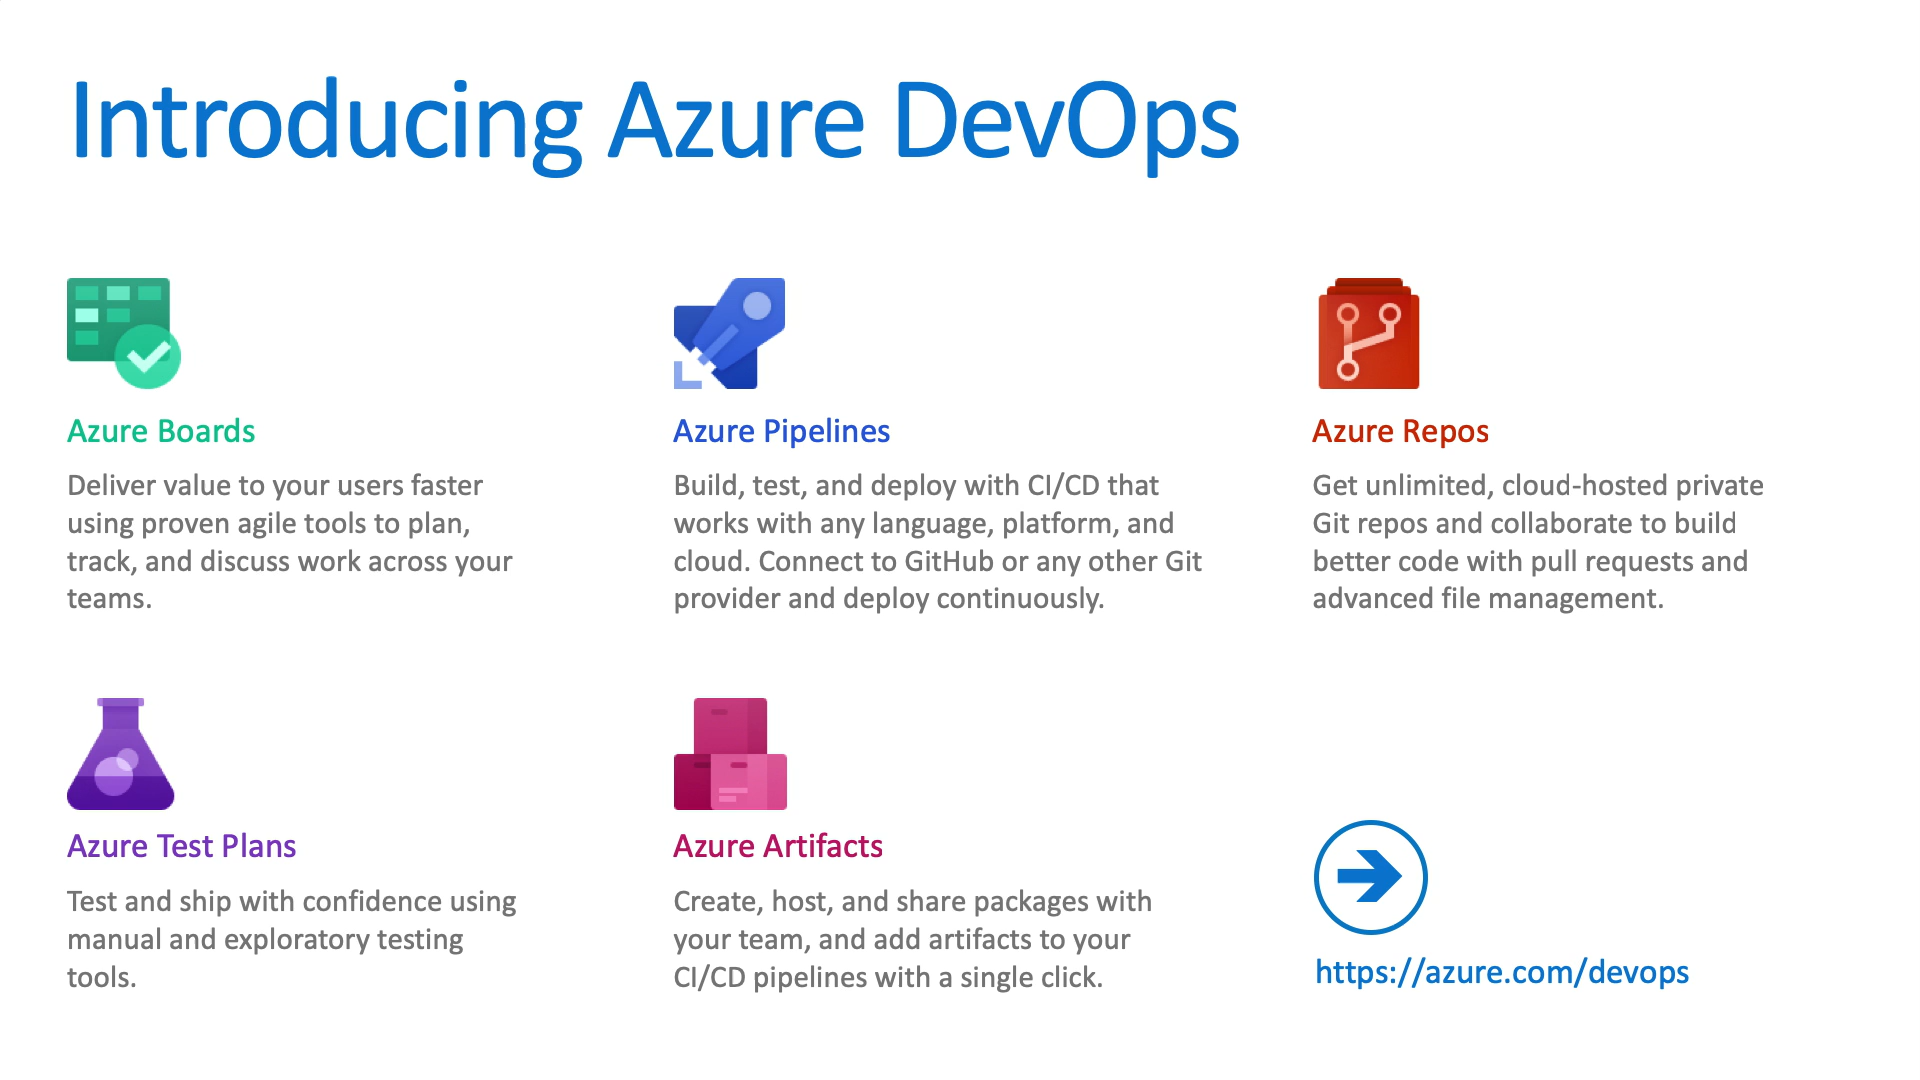 Introducing Azure DevOps
Azure Boards
Deliver value to your users faster
using proven agile tools to plan,
track, and discuss work across your
teams.
Azure Pipelines
Build, test, and deploy with CI/CD that
works with any language, platform, and
cloud. Connect to GitHub or any other Git
provider and deploy continuously.
Azure Repos
Get unlimited, cloud-hosted private
Git repos and collaborate to build
better code with pull requests and
advanced file management.
Azure Test Plans
Test and ship with confidence using
manual and exploratory testing
tools.
Azure Artifacts
Create, host, and share packages with
your team, and add artifacts to your
CI/CD pipelines with a single click.
https://azure.com/devops